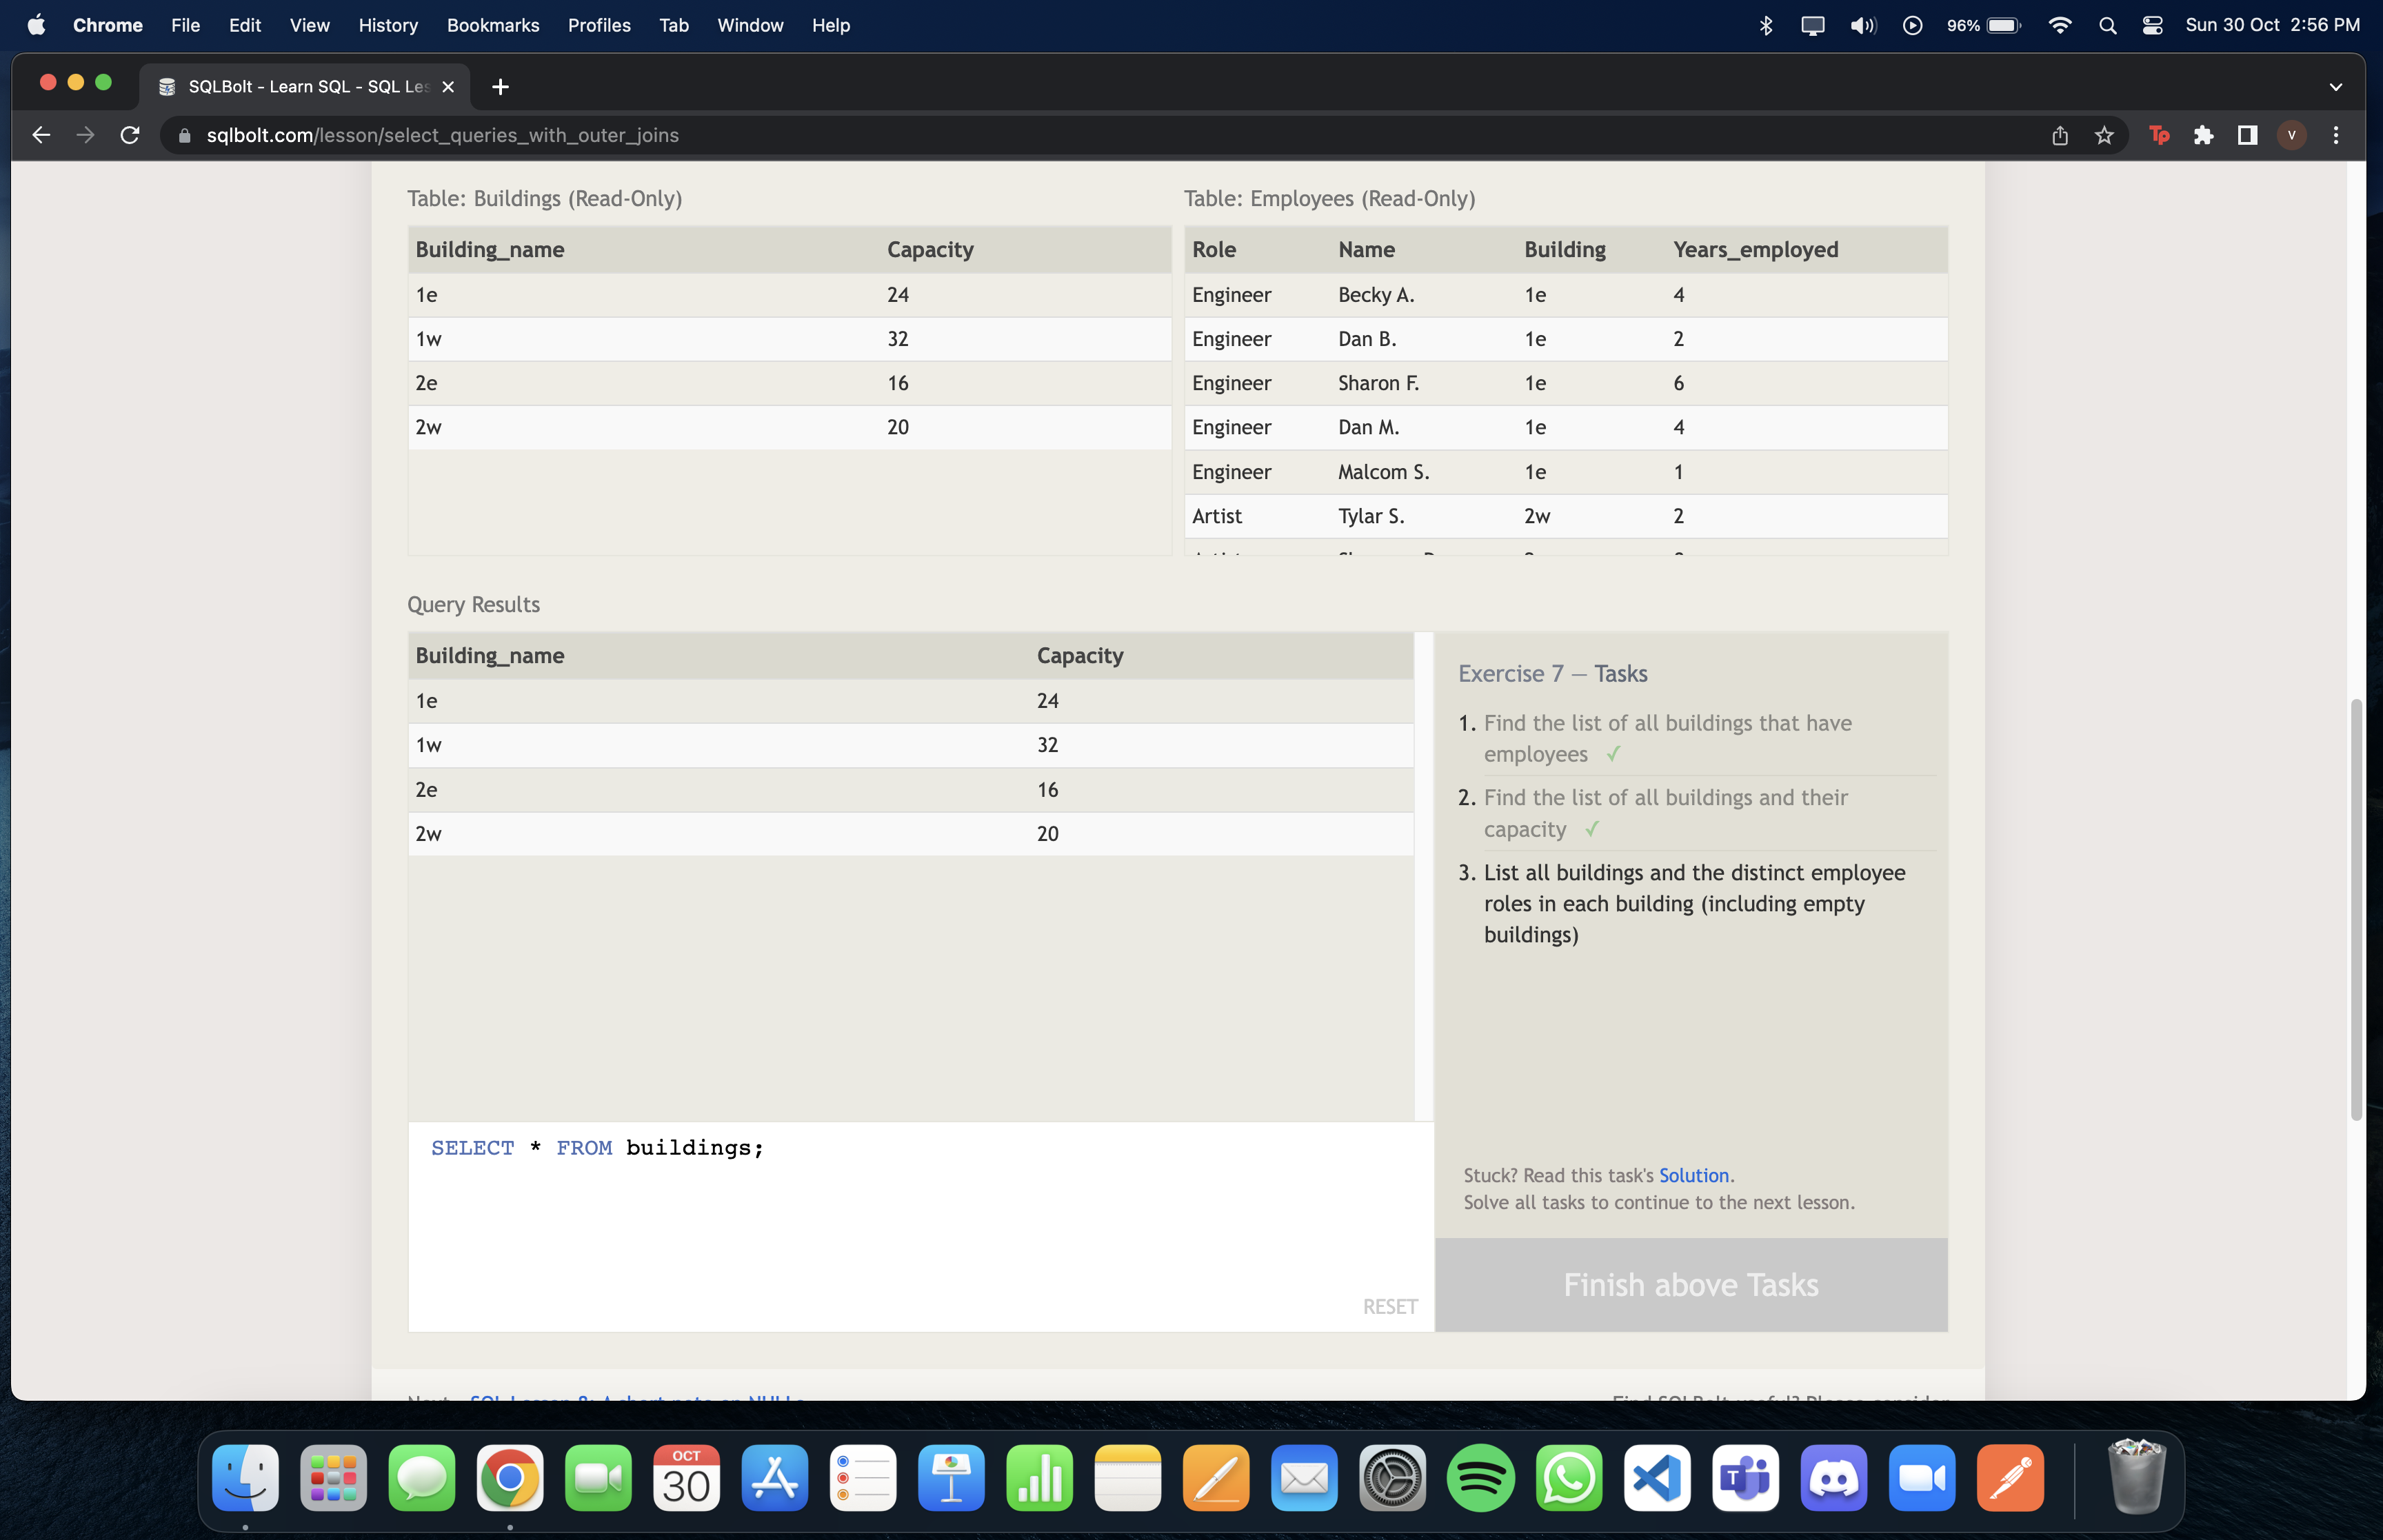 Chrome File Edit View History Bookmarks Profiles Tab Window Help 96% Sun 30 Oct 2:56 PM
SQLBolt - Learn SQL - SQL Les
sqlbolt.com/lesson/select_queries_with_outer_joins Tp V
Table: Buildings (Read-Only) Table: Employees (Read-Only)
Building_name Capacity Role Name Building Years_employed
1e 24 Engineer Becky A. 1e 4
1w 32 Engineer Dan B. 1e 2
2e 16 Engineer Sharon F. 1e 6
2w 20 Engineer Dan M. 1e 4
Engineer Malcom S. 1e 1
Artist Tylar S. 2w 2
Query Results
Building_name Capacity
1e 24
1w 32
2e 16
2w 20
SELECT * FROM buildings;
RESET
Exercise 7 — Tasks
1. Find the list of all buildings that have
employees ✓
2. Find the list of all buildings and their
capacity ✓
3. List all buildings and the distinct employee
roles in each building (including empty
buildings)
Stuck? Read this task's Solution.
Solve all tasks to continue to the next lesson.
Finish above Tasks
OCT
30
T